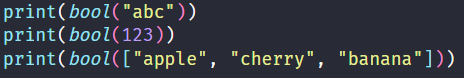 print(bool("abc"))
print(bool(123))
print(bool(["apple", "cherry", "banana"]))